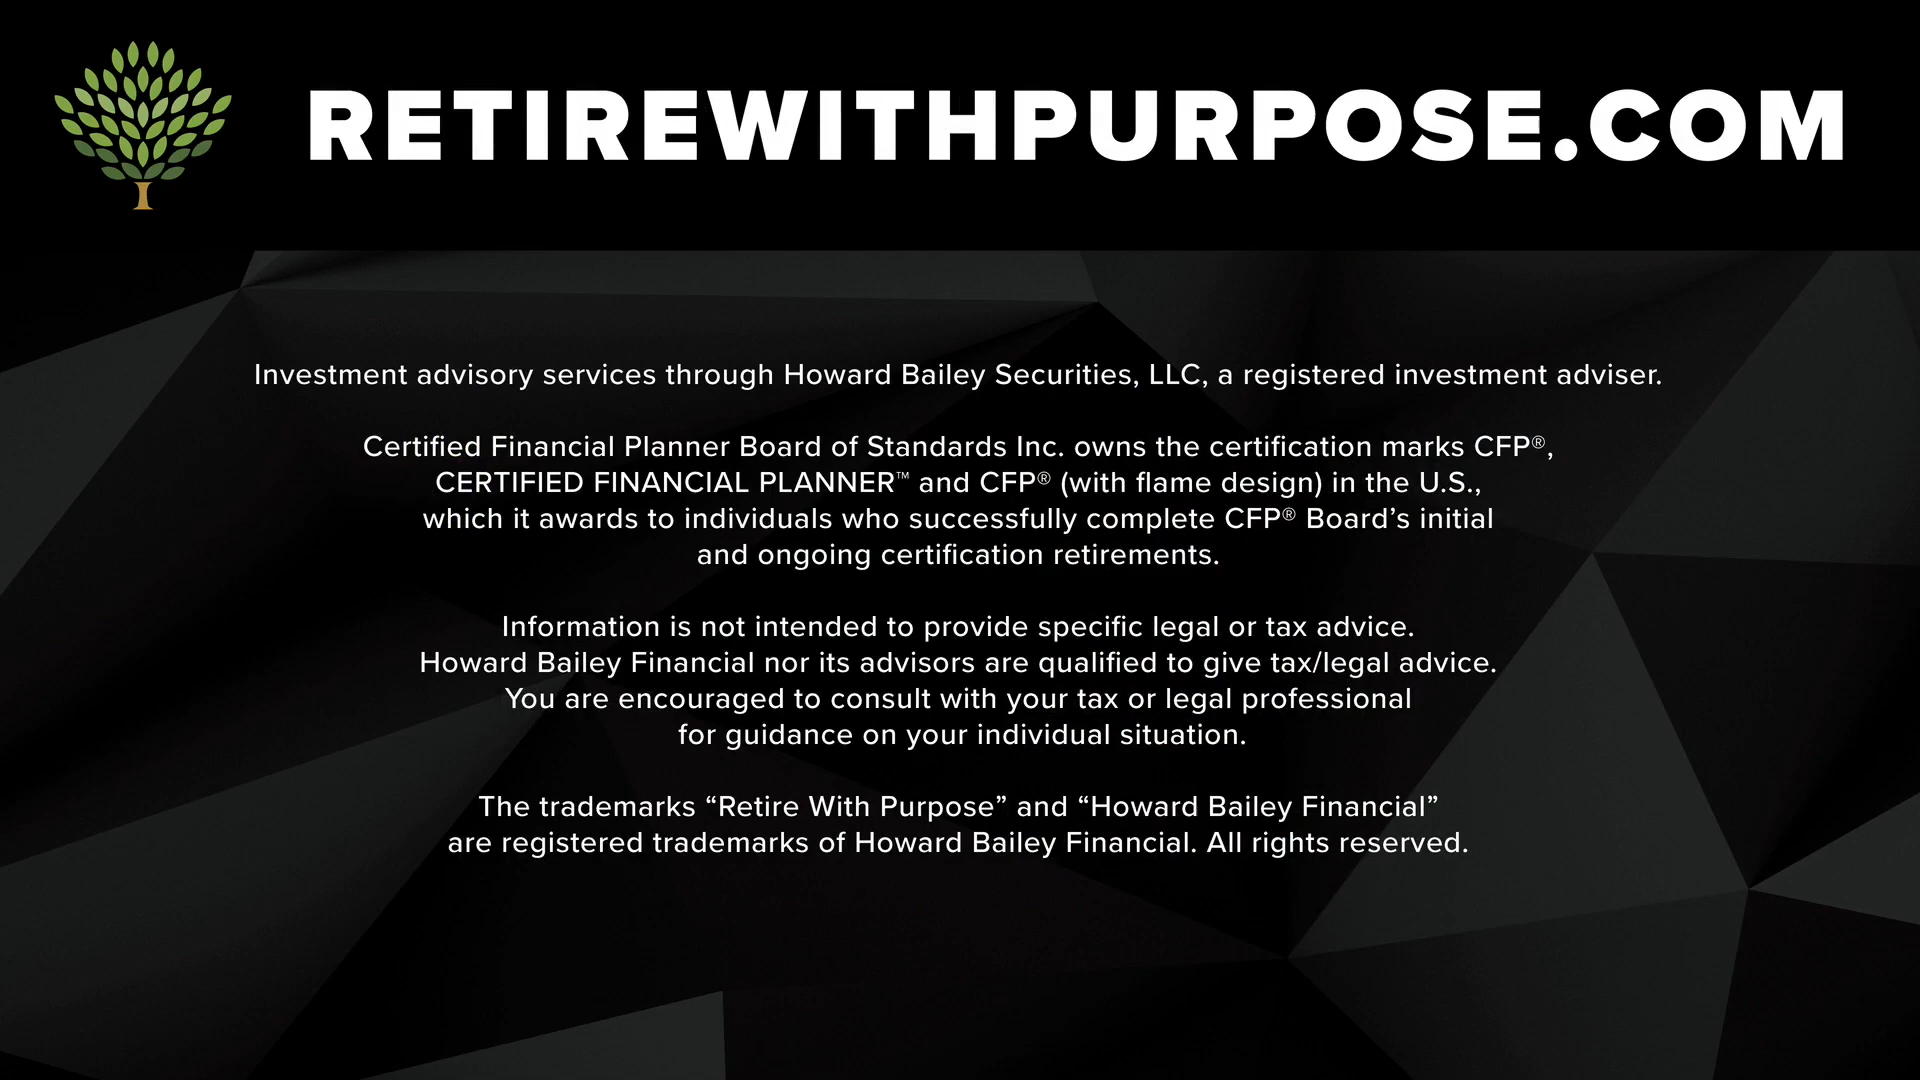 RETIREWITHPURPOSE.COM
Investment advisory services through Howard Bailey Securities, LLC, a registered investment adviser.
Certified Financial Planner Board of Standards Inc. owns the certification marks CFP®,
CERTIFIED FINANCIAL PLANNER™ and CFP® (with flame design) in the U.S.,
which it awards to individuals who successfully complete CFP® Board’s initial
and ongoing certification retirements.
Information is not intended to provide specific legal or tax advice.
Howard Bailey Financial nor its advisors are qualified to give tax/legal advice.
You are encouraged to consult with your tax or legal professional
for guidance on your individual situation.
The trademarks “Retire With Purpose” and “Howard Bailey Financial”
are registered trademarks of Howard Bailey Financial. All rights reserved.